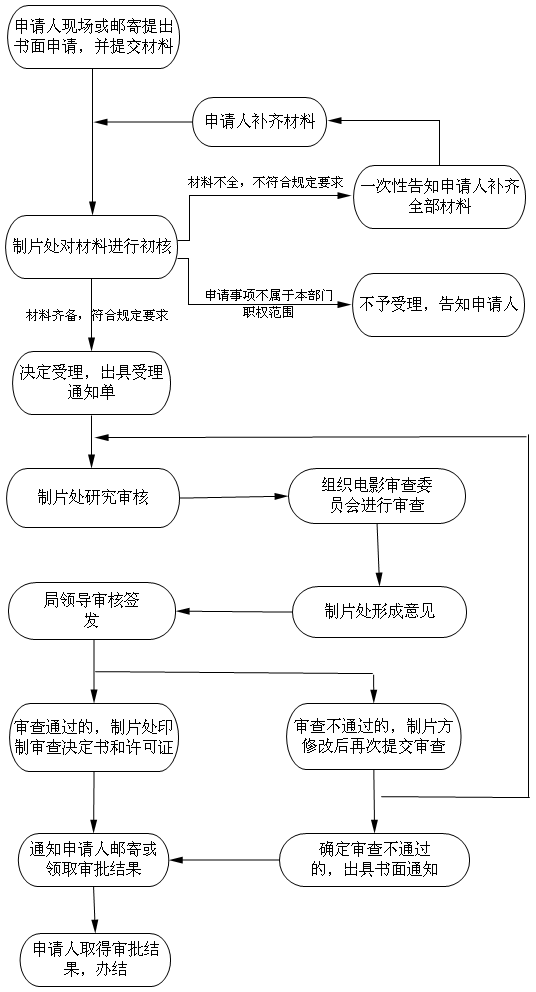 申请人现场或邮寄提出
书面申请，并提交材料
申请人补齐材料
材料不全，不符合规定要求
一次性告知申请人补齐
全部材料
制片处对材料进行初核
申请事项不属于本部门
职权范围
不予受理，告知申请人
材料齐备，符合规定要求
决定受理，出具受理
通知单
制片处研究审核
组织电影审查委
员会进行审查
局领导审核签
发
制片处形成意见
审查通过的，制片处印
制审查决定书和许可证
审查不通过的，制片方
修改后再次提交审查
通知申请人邮寄或
领取审批结果
确定审查不通过
的，出具书面通知
申请人取得审批结
果，办结